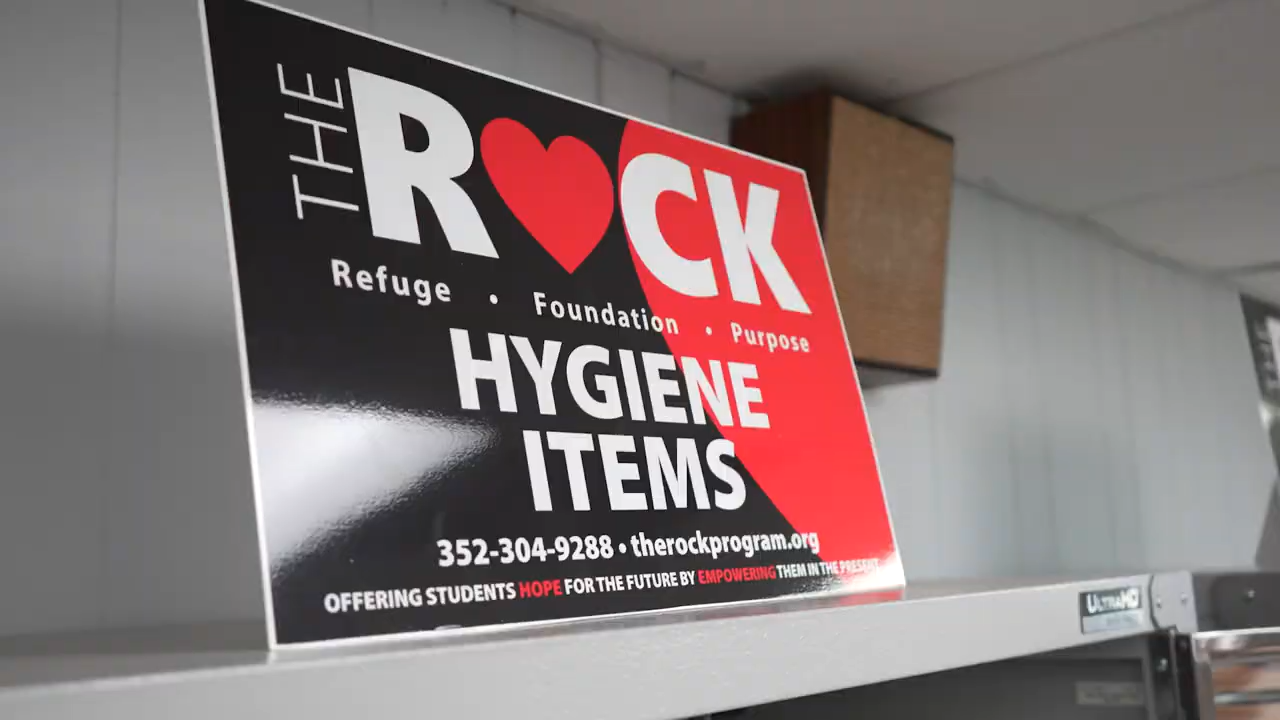 THE R❤CK
Refuge • Foundation • Purpose
HYGIENE
ITEMS
352-304-9288 • therockprogram.org
OFFERING STUDENTS HOPE FOR THE FUTURE BY EMPOWERING THEM IN THE PRESENT
ULTRAHD